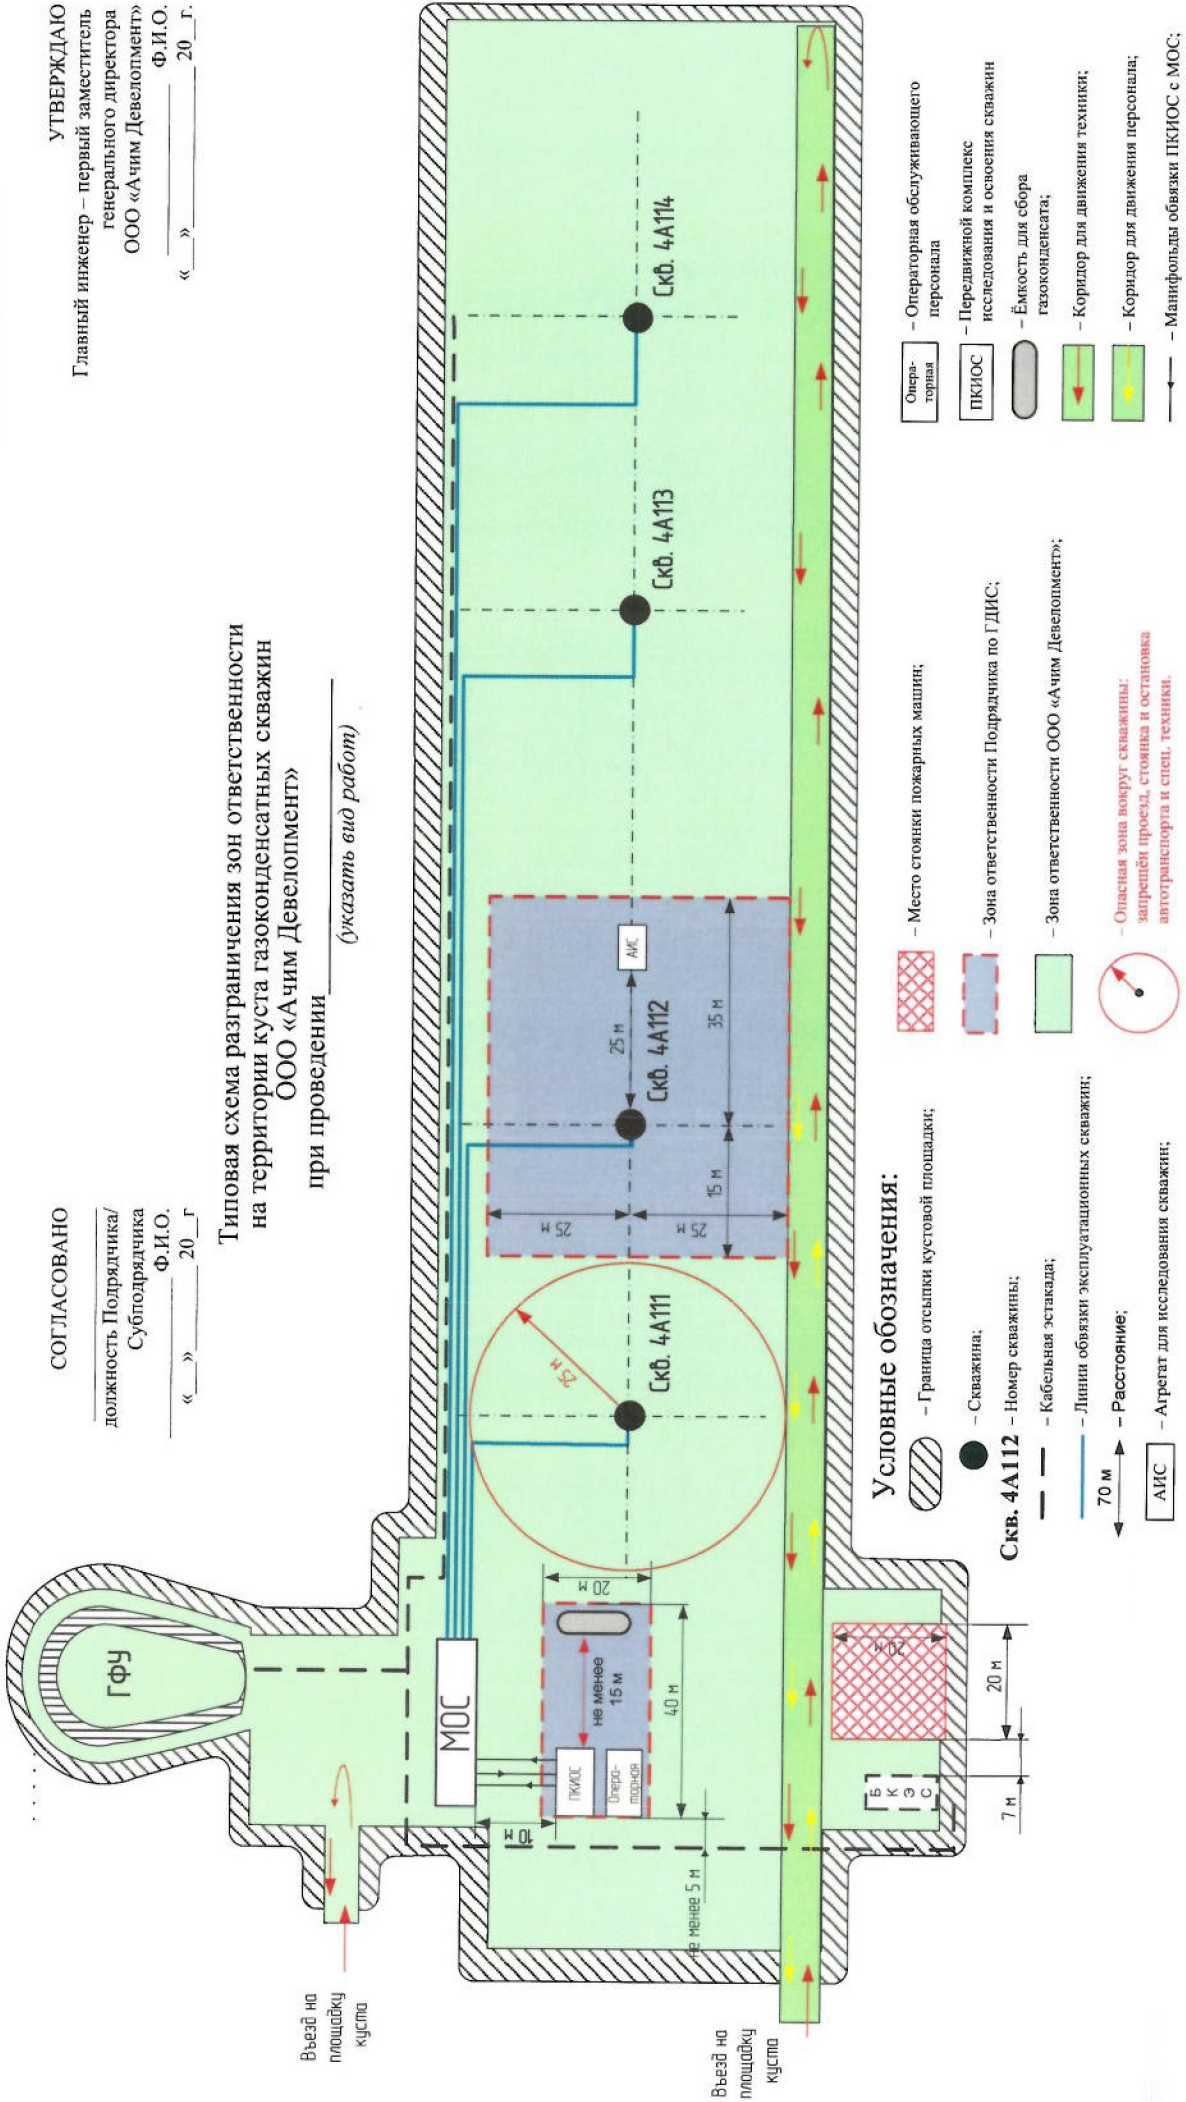 СОГЛАСОВАНО
должность Подрядчика/
Субподрядчика
Ф.И.О.
«___» ________ 20__г
УТВЕРЖДАЮ
Главный инженер – первый заместитель
генерального директора
ООО «Ачим Девелопмент»
Ф.И.О.
«___» ________ 20__г.
Типовая схема разграничения зон ответственности
на территории куста газоконденсатных скважин
ООО «Ачим Девелопмент»
при проведении ____________
(указать вид работ)
ГФУ
МОС
Въезд на
площадку
куста
10 м
ПКИОС
Опера-
торная
не менее
15 м
20 м
40 м
не менее 5 м
25 м
Скв. 4А111
25 м
25 м
15 м
35 м
25 м
Скв. 4А112
АИС
Скв. 4А113
Скв. 4А114
Въезд на
площадку
куста
Б
К
Э
С
7 м
20 м
20 м
Условные обозначения:
– Граница отсыпки кустовой площадки;
– Скважина;
Скв. 4А112 – Номер скважины;
– Кабельная эстакада;
– Линии обвязки эксплуатационных скважин;
70 м – Расстояние;
АИС – Агрегат для исследования скважин;
– Место стоянки пожарных машин;
– Зона ответственности Подрядчика по ГДИС;
– Зона ответственности ООО «Ачим Девелопмент»;
– Опасная зона вокруг скважины:
запрещён проезд, стоянка и остановка
автотранспорта и спец. техники.
Опера-
торная
– Операторная обслуживающего
персонала
ПКИОС
– Передвижной комплекс
исследования и освоения скважин
– Ёмкость для сбора
газоконденсата;
– Коридор для движения техники;
– Коридор для движения персонала;
– Манифольды обвязки ПКИОС с МОС;